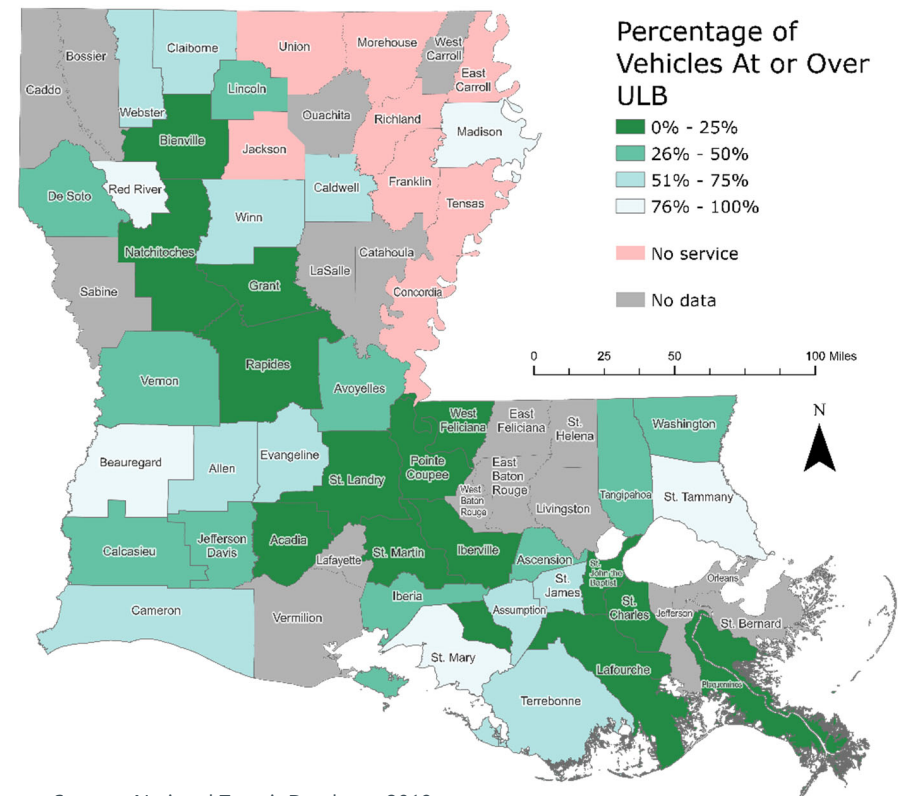 Percentage of
Vehicles At or Over
ULB
0% - 25%
26% - 50%
51% - 75%
76% - 100%
No service
No data
0 25 50 100 Miles
N
Caddo
Bossier
Webster
Claiborne
Union
Morehouse
West
Carroll
East
Carroll
Lincoln
Ouachita
Richland
Madison
Bienville
Jackson
De Soto
Red River
Winn
Caldwell
Franklin
Tensas
Natchitoches
Sabine
Grant
LaSalle
Catahoula
Concordia
Vernon
Rapides
Avoyelles
West
Feliciana
East
Feliciana
St.
Helena
Washington
Beauregard
Allen
Evangeline
St. Landry
Pointe
Coupee
West
Baton
Rouge
East
Baton
Rouge
Livingston
Tangipahoa
St. Tammany
Calcasieu
Jefferson
Davis
Acadia
Lafayette
St. Martin
Iberville
Ascension
St.
John the
Baptist
Orleans
Cameron
Vermilion
Iberia
Assumption
St.
James
St.
Charles
Jefferson
St. Bernard
St. Mary
Terrebonne
Lafourche
Plaquemines